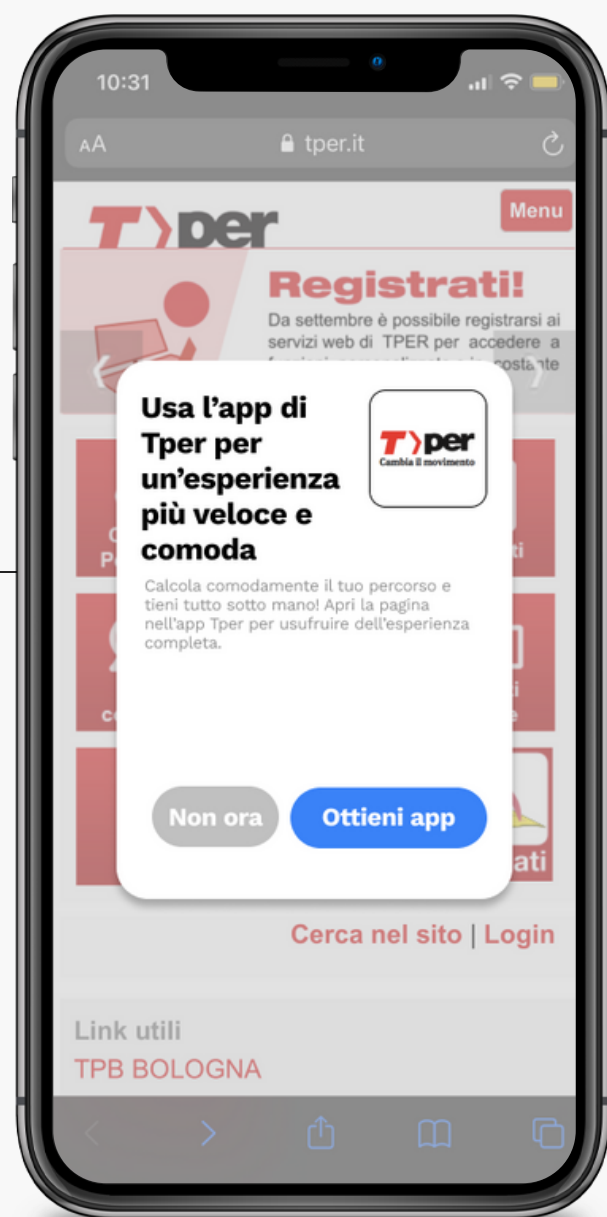 10:31
AA
tper.it
T>per
Menu
Registrati!
Da settembre è possibile registrarsi ai
servizi web di TPER per accedere a
costante
Usa l’app di
Tper per
un’esperienza
più veloce e
comoda
T>per
Cambia il movimento
Calcola comodamente il tuo percorso e
tieni tutto sotto mano! Apri la pagina
nell’app Tper per usufruire dell’esperienza
completa.
Non ora
Ottieni app
Cerca nel sito | Login
Link utili
TPB BOLOGNA